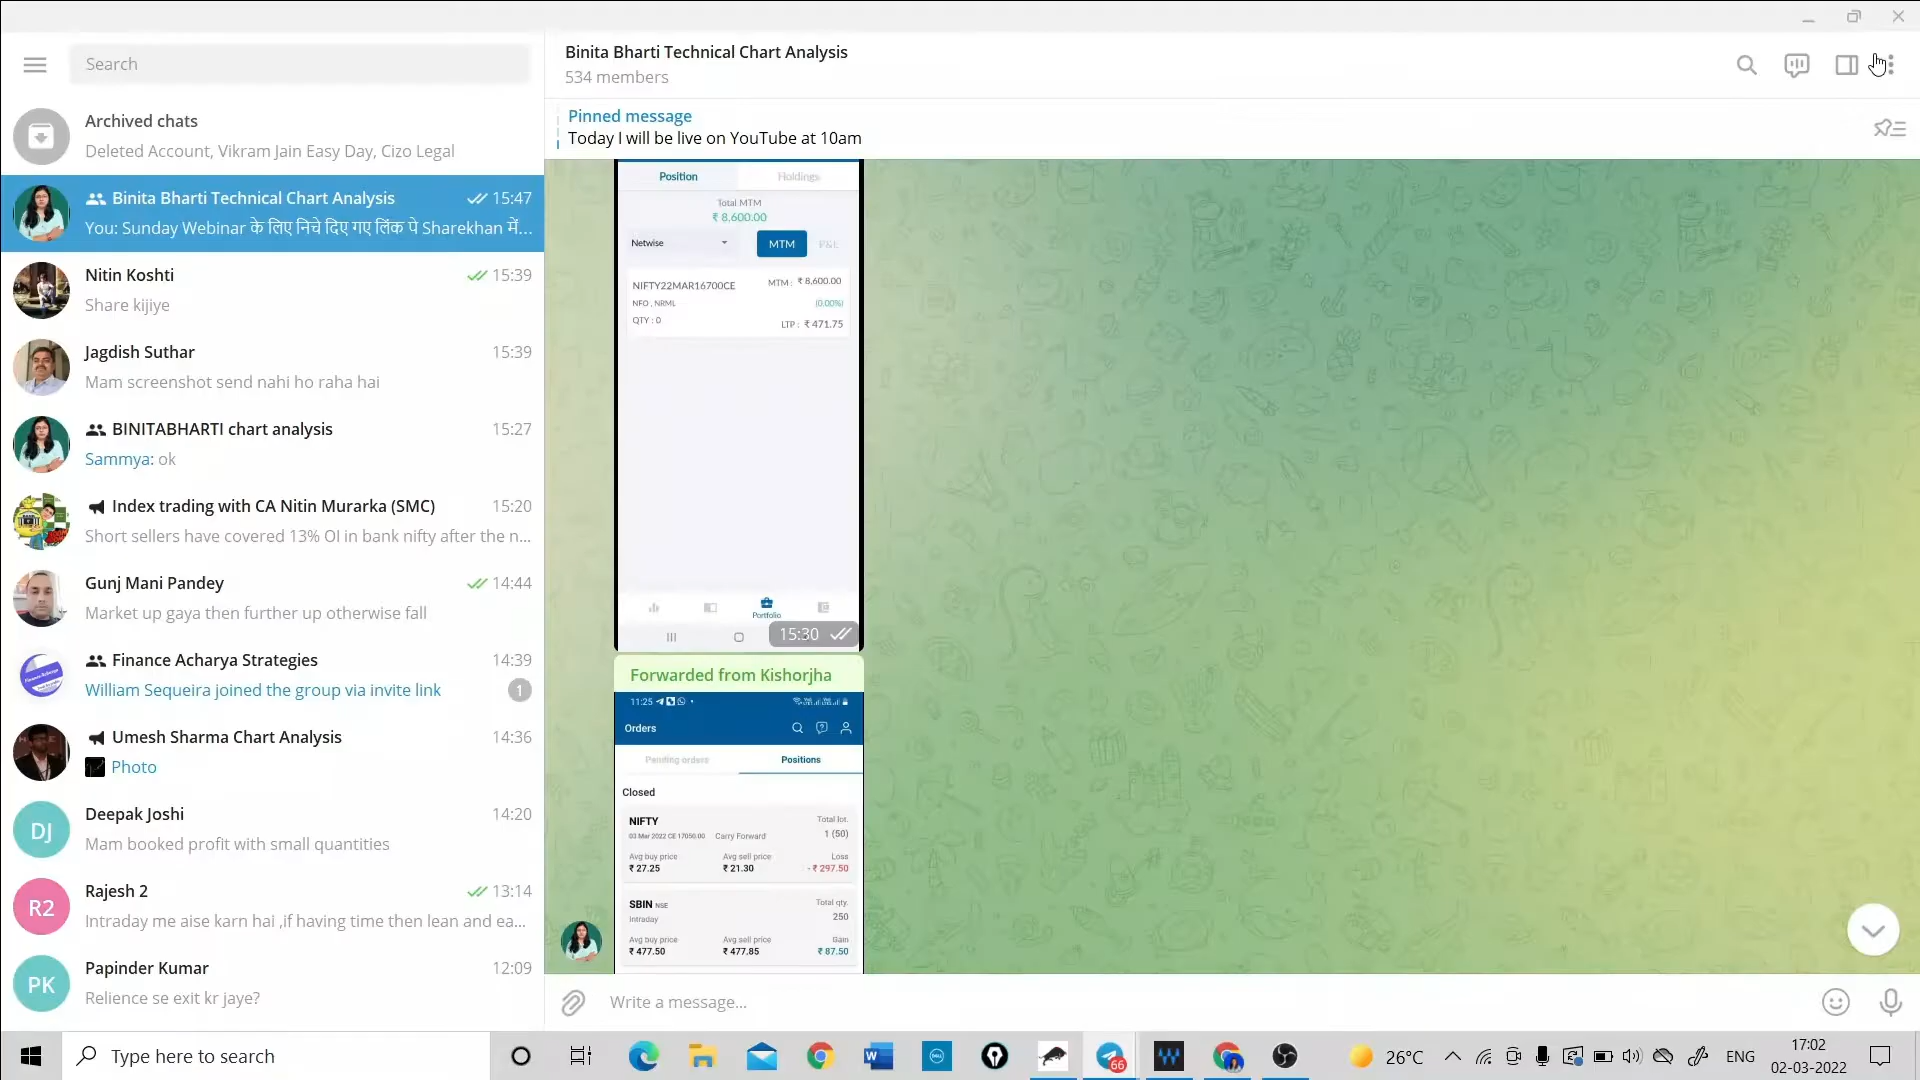 Search
Archived chats
Deleted Account, Vikram Jain Easy Day, Cizo Legal
Binita Bharti Technical Chart Analysis 15:47
You: Sunday Webinar के लिए निचे दिए गए लिंक पे Sharekhan में...
Nitin Koshti 15:39
Share kijiye
Jagdish Suthar 15:39
Mam screenshot send nahi ho raha hai
BINITABHARTI chart analysis 15:27
Sammya: ok
Index trading with CA Nitin Murarka (SMC) 15:20
Short sellers have covered 13% OI in bank nifty after the n...
Gunj Mani Pandey 14:44
Market up gaya then further up otherwise fall
Finance Acharya Strategies 14:39
William Sequeira joined the group via invite link 1
Umesh Sharma Chart Analysis 14:36
Photo
DJ
Deepak Joshi 14:20
Mam booked profit with small quantities
R2
Rajesh 2 13:14
Intraday me aise karn hai ,if having time then lean and ea...
PK
Papinder Kumar 12:09
Relience se exit kr jaye?
Binita Bharti Technical Chart Analysis
534 members
Pinned message
Today I will be live on YouTube at 10am
Position Holdings
Total MTM
₹ 8,600.00
Netwise MTM P&L
NIFTY22MAR16700CE MTM : ₹ 8,600.00
NFO , NRML (0.00%)
QTY : 0 LTP : ₹ 471.75
Portfolio
15:30
Forwarded from Kishorjha
11:25
Orders
Pending orders Positions
Closed
NIFTY Total lot.
03 Mar 2022 CE 17050.00 Carry Forward 1 (50)
Avg buy price Avg sell price Loss
₹ 27.25 ₹ 21.30 - ₹ 297.50
SBIN NSE Total qty.
Intraday 250
Avg buy price Avg sell price Gain
₹ 477.50 ₹ 477.85 ₹ 87.50
Write a message...
Type here to search
66
26°C
ENG
17:02
02-03-2022